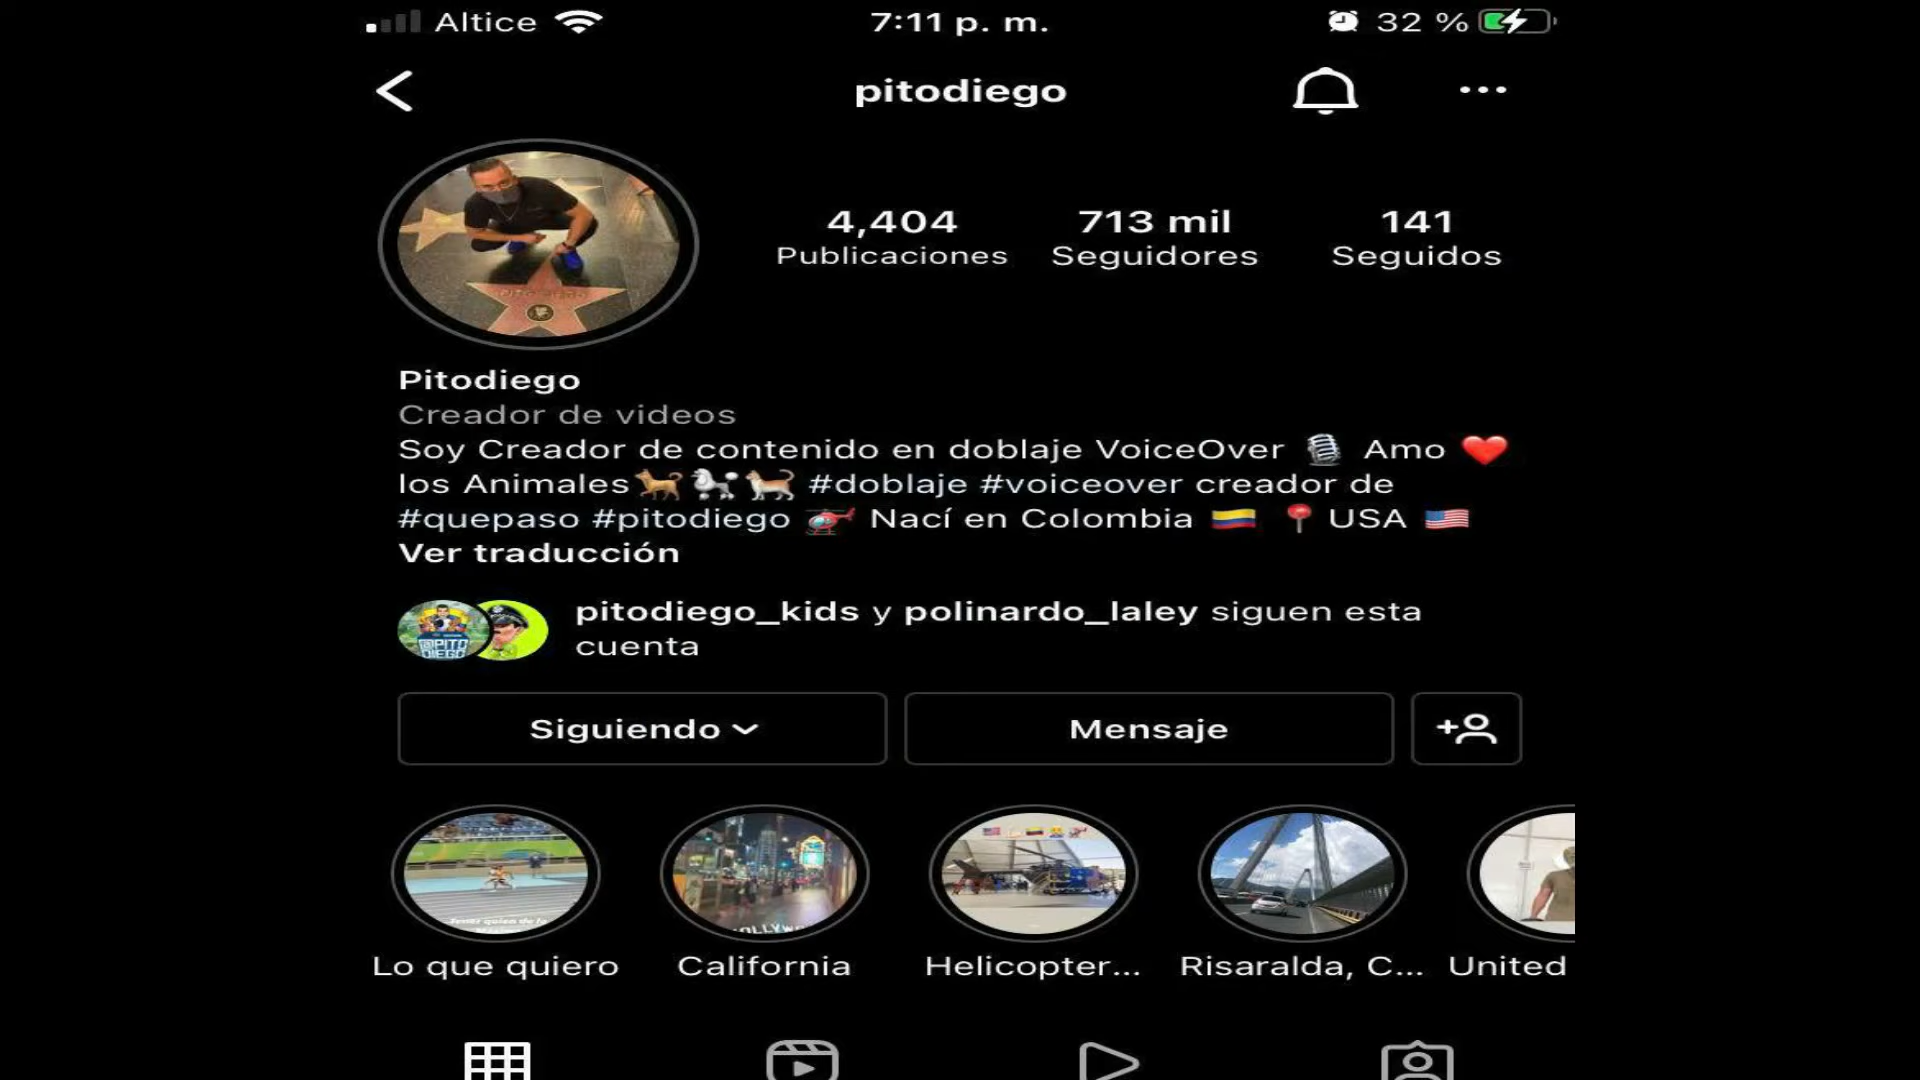 Altice 7:11 p. m. 32 %
pitodiego
4,404 713 mil 141
Publicaciones Seguidores Seguidos
Pitodiego
Creador de videos
Soy Creador de contenido en doblaje VoiceOver 🎙 Amo ❤️
los Animales🐕🐩🐕 #doblaje #voiceover creador de
#quepaso #pitodiego 🚁 Nací en Colombia 🇨🇴 📍USA 🇺🇸
Ver traducción
pitodiego_kids y polinardo_laley siguen esta
cuenta
@PITO
DIEGO
Siguiendo Mensaje
Lo que quiero California Helicopter... Risaralda, C... United